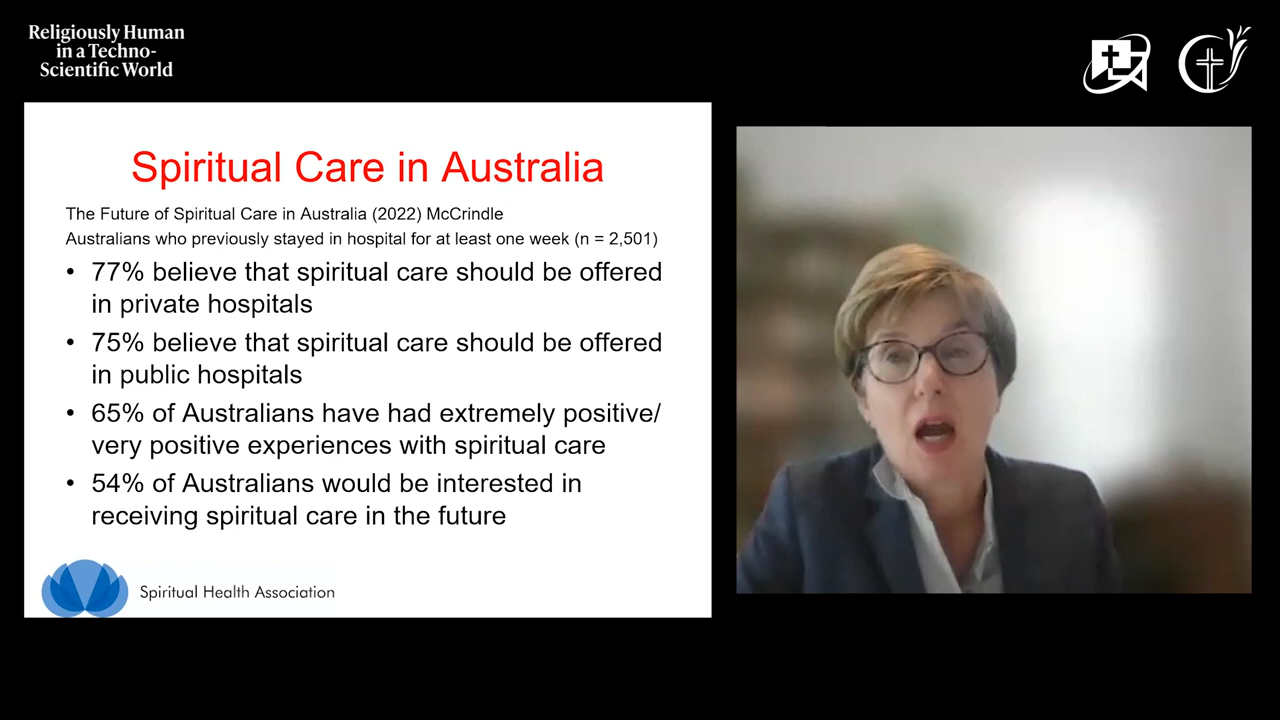 Religiously Human
in a Techno-
Scientific World
Spiritual Care in Australia
The Future of Spiritual Care in Australia (2022) McCrindle
Australians who previously stayed in hospital for at least one week (n = 2,501)
• 77% believe that spiritual care should be offered
in private hospitals
• 75% believe that spiritual care should be offered
in public hospitals
• 65% of Australians have had extremely positive/
very positive experiences with spiritual care
• 54% of Australians would be interested in
receiving spiritual care in the future
Spiritual Health Association